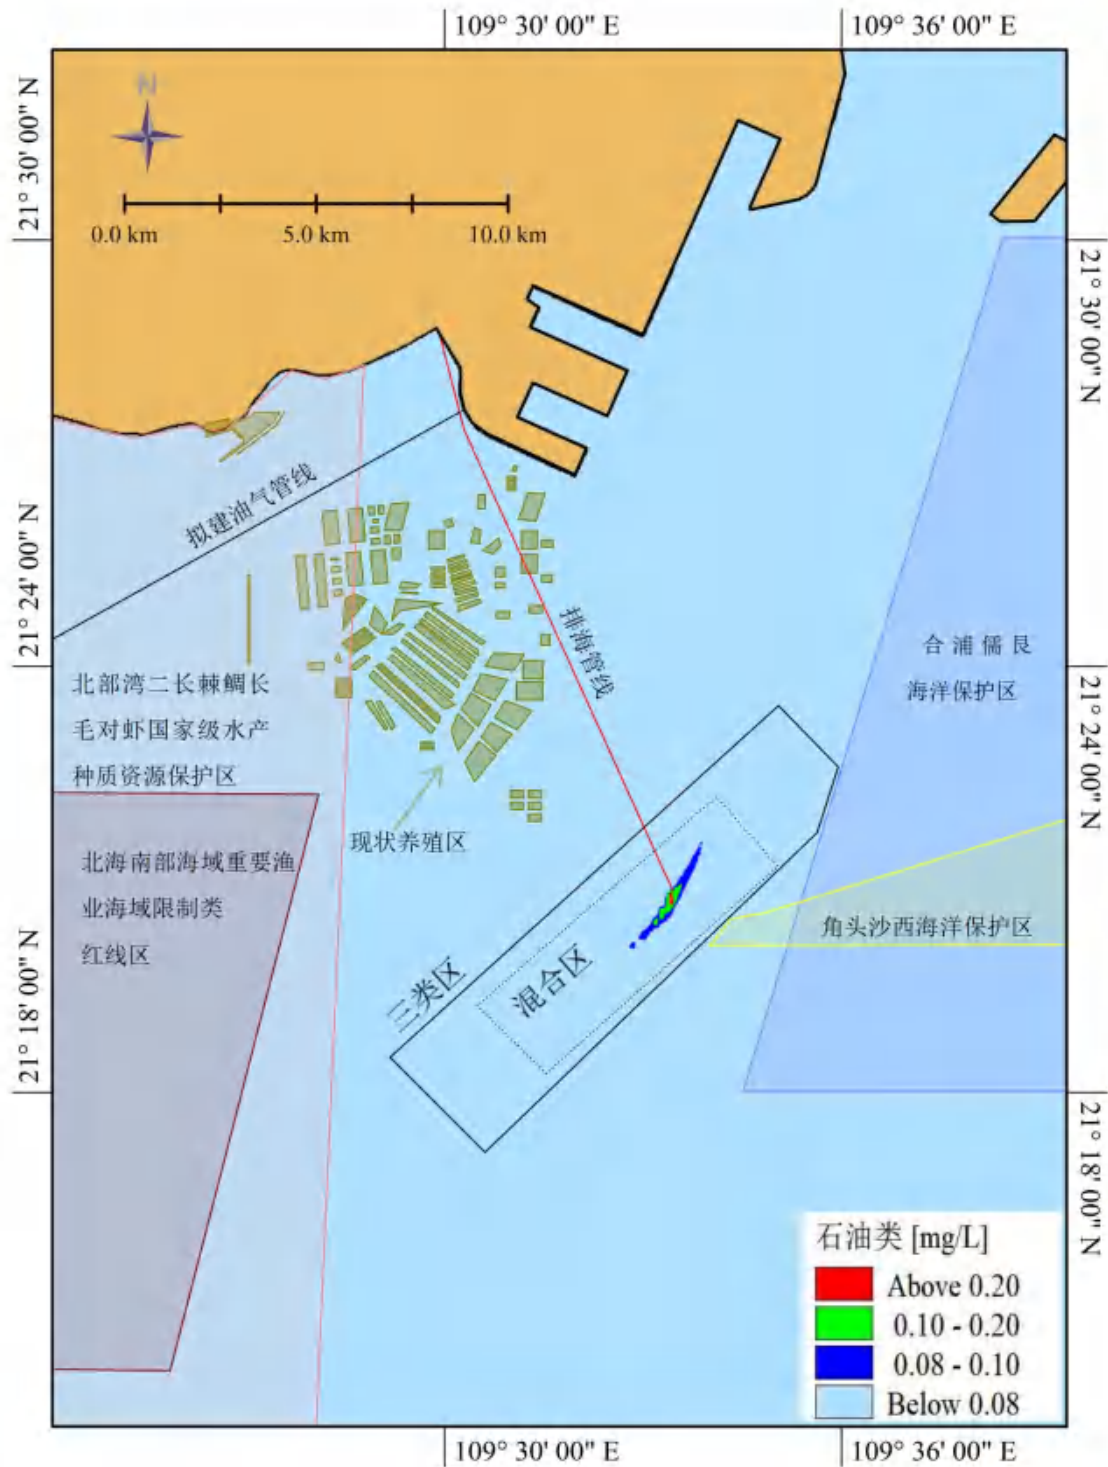 109° 30' 00" E
109° 36' 00" E
N
21° 30' 00" N
0.0 km
5.0 km
10.0 km
21° 30' 00" N
拟建油气管线
21° 24' 00" N
排海管线
合浦儒艮
海洋保护区
北部湾二长棘鲷长
毛对虾国家级水产
种质资源保护区
21° 24' 00" N
现状养殖区
北海南部海域重要渔
业海域限制类
红线区
角头沙西海洋保护区
三类区
混合区
21° 18' 00" N
21° 18' 00" N
石油类 [mg/L]
Above 0.20
0.10 - 0.20
0.08 - 0.10
Below 0.08
109° 30' 00" E
109° 36' 00" E